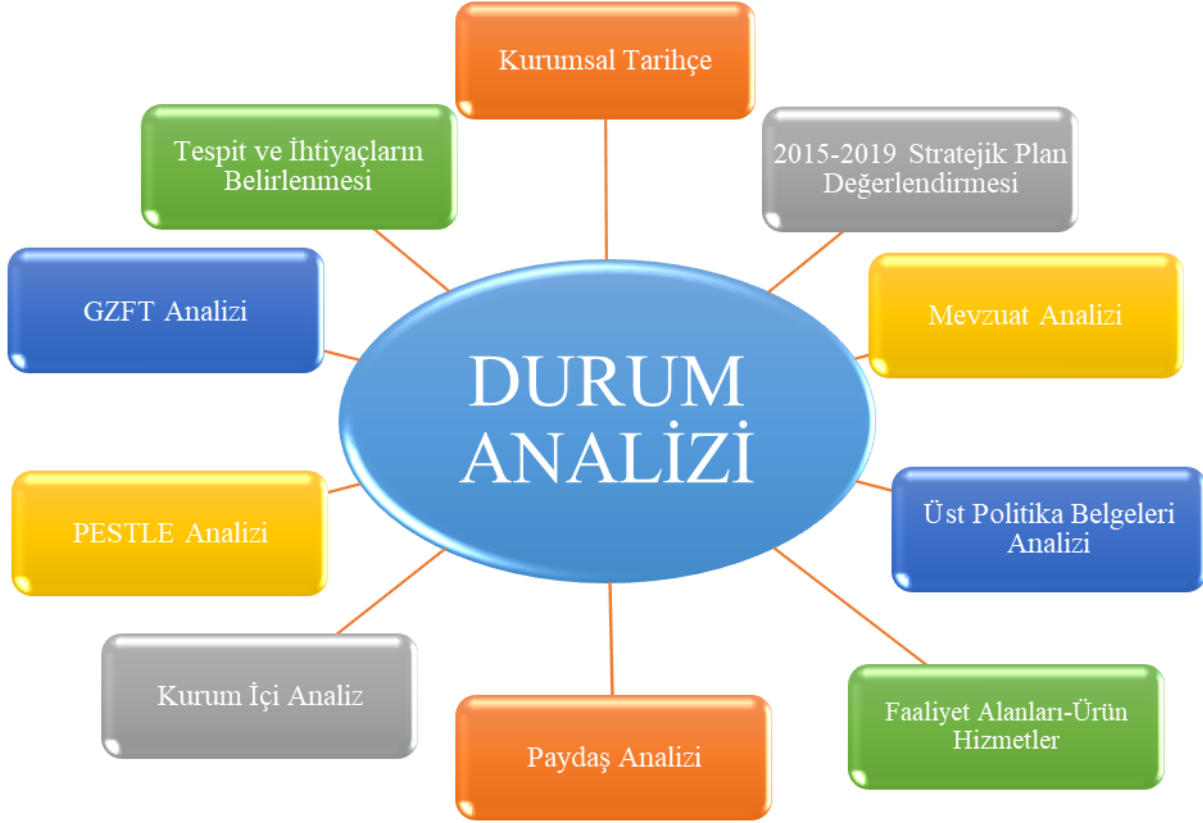 Kurumsal Tarihçe
Tespit ve İhtiyaçların
Belirlenmesi
2015-2019 Stratejik Plan
Değerlendirmesi
GZFT Analizi
Mevzuat Analizi
DURUM
ANALİZİ
PESTLE Analizi
Üst Politika Belgeleri
Analizi
Kurum İçi Analiz
Paydaş Analizi
Faaliyet Alanları-Ürün
Hizmetler